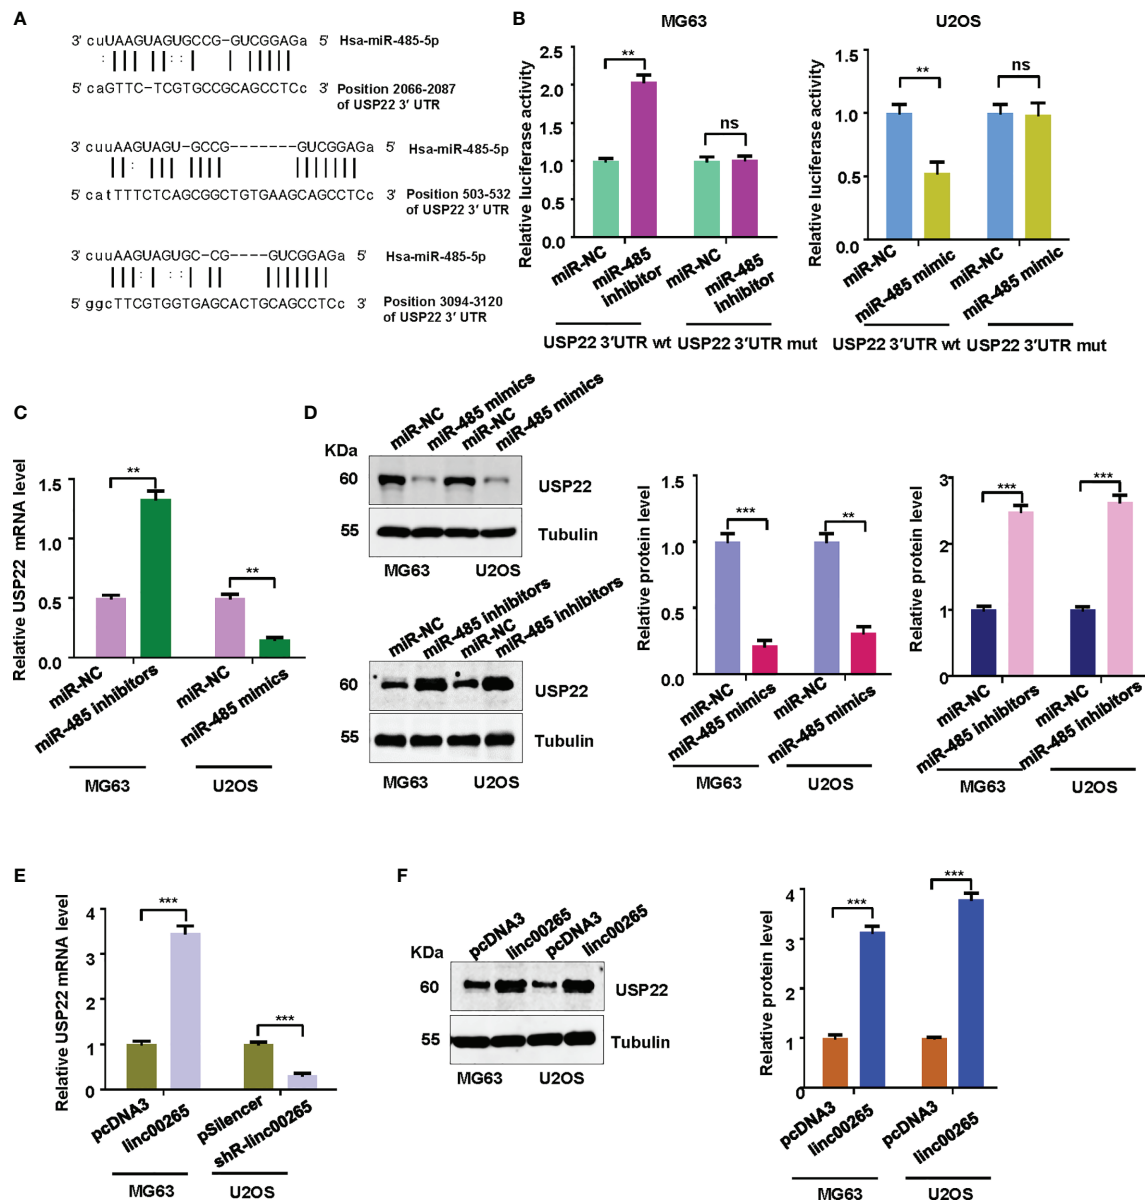 A
3' cuUAAGUAGUGCCG-GUCGGAGa 5' Hsa-miR-485-5p
5' caGTTC-TCGTGCCGCAGCCTCc 3' Position 2066-2087
of USP22 3' UTR
3' cuuAAGUAGU-GCCG-------GUCGGAGa 5' Hsa-miR-485-5p
5' catTTTCTCAGCGGCTGTGAAGCAGCCTCc 3' Position 503-532
of USP22 3' UTR
3' cuuAAGUAGUGC-CG----GUCGGAGa 5' Hsa-miR-485-5p
5' ggcTTCGTGGTGAGCACTGCAGCCTCc 3' Position 3094-3120
of USP22 3' UTR
B
MG63
Relative luciferase activity
2.5
2.0
1.5
1.0
0.5
0.0
**
ns
miR-NC
miR-485 inhibitor
miR-NC
miR-485 inhibitor
USP22 3'UTR wt USP22 3'UTR mut
U2OS
Relative luciferase activity
1.5
1.0
0.5
0.0
**
ns
miR-NC
miR-485 mimic
miR-NC
miR-485 mimic
USP22 3'UTR wt USP22 3'UTR mut
C
Relative USP22 mRNA level
1.5
1.0
0.5
0.0
**
**
miR-NC
miR-485 inhibitors
miR-NC
miR-485 mimics
MG63
U2OS
D
miR-NC
miR-485 mimics
miR-NC
miR-485 mimics
KDa
60
USP22
55
Tubulin
MG63
U2OS
miR-NC
miR-485 inhibitors
miR-NC
miR-485 inhibitors
60
USP22
55
Tubulin
MG63
U2OS
Relative protein level
1.5
1.0
0.5
0.0
***
**
miR-NC
miR-485 mimics
miR-NC
miR-485 mimics
MG63
U2OS
Relative protein level
3
2
1
0
***
***
miR-NC
miR-485 inhibitors
miR-NC
miR-485 inhibitors
MG63
U2OS
E
Relative USP22 mRNA level
4
3
2
1
0
***
***
pcDNA3
linc00265
pSilencer
shR-linc00265
MG63
U2OS
F
pcDNA3
linc00265
pcDNA3
linc00265
KDa
60
USP22
55
Tubulin
MG63
U2OS
Relative protein level
4
3
2
1
0
***
***
pcDNA3
linc00265
pcDNA3
linc00265
MG63
U2OS